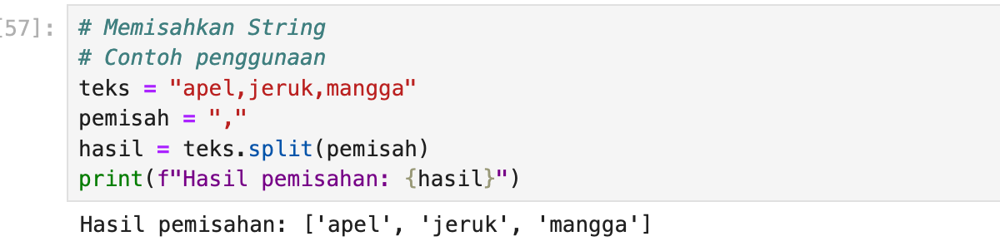 [57]:
# Memisahkan String
# Contoh penggunaan
teks = "apel,jeruk,mangga"
pemisah = ","
hasil = teks.split(pemisah)
print(f"Hasil pemisahan: {hasil}")
Hasil pemisahan: ['apel', 'jeruk', 'mangga']